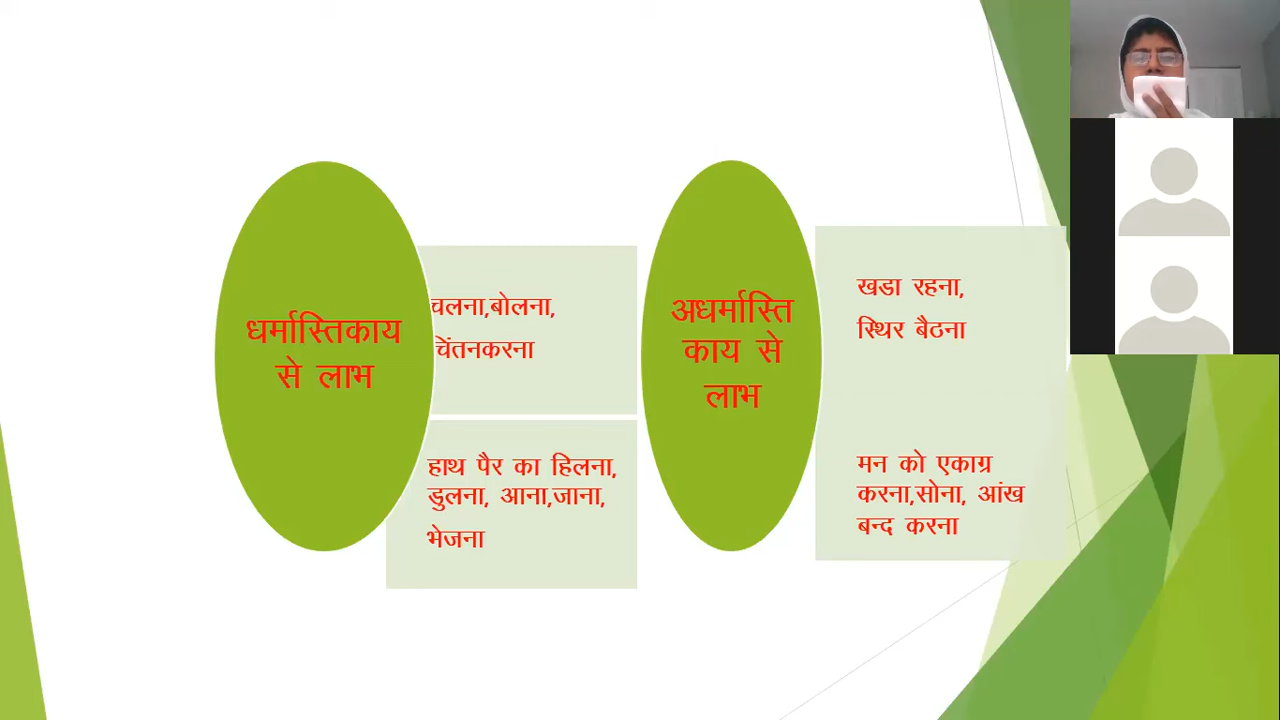 धर्मास्तिकाय
से लाभ
चलना,बोलना,
चिंतनकरना
हाथ पैर का हिलना,
डुलना, आना,जाना,
भेजना
अधर्मास्ति
काय से
लाभ
खडा रहना,
स्थिर बैठना
मन को एकाग्र
करना,सोना, आंख
बन्द करना